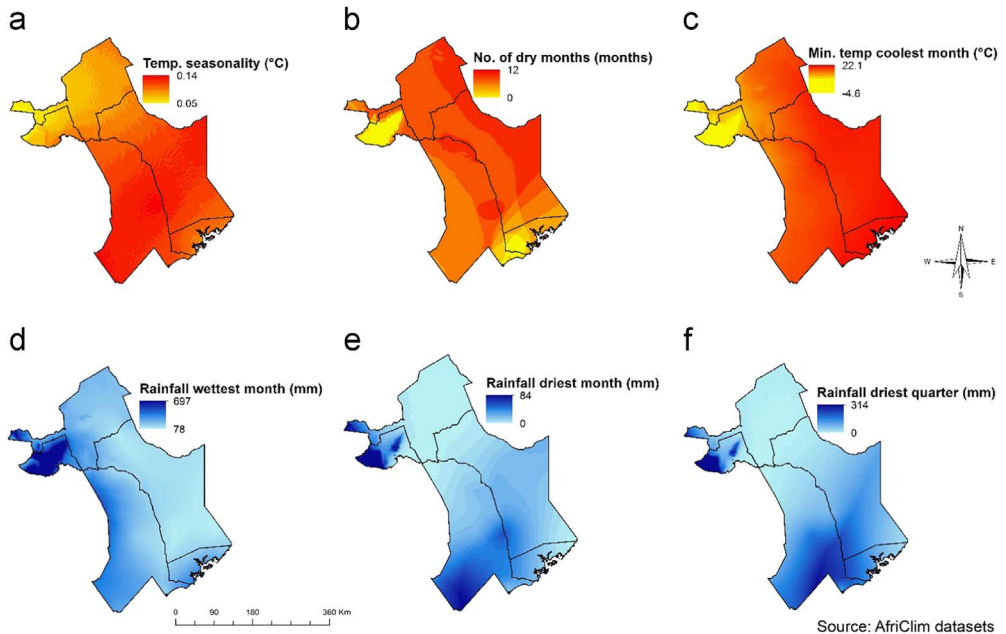 a
Temp. seasonality (°C)
0.14
0.05
b
No. of dry months (months)
12
0
c
Min. temp coolest month (°C)
22.1
-4.6
N
W E
S
d
Rainfall wettest month (mm)
697
78
e
Rainfall driest month (mm)
84
0
f
Rainfall driest quarter (mm)
314
0
0 90 180 360 Km
Source: AfriClim datasets